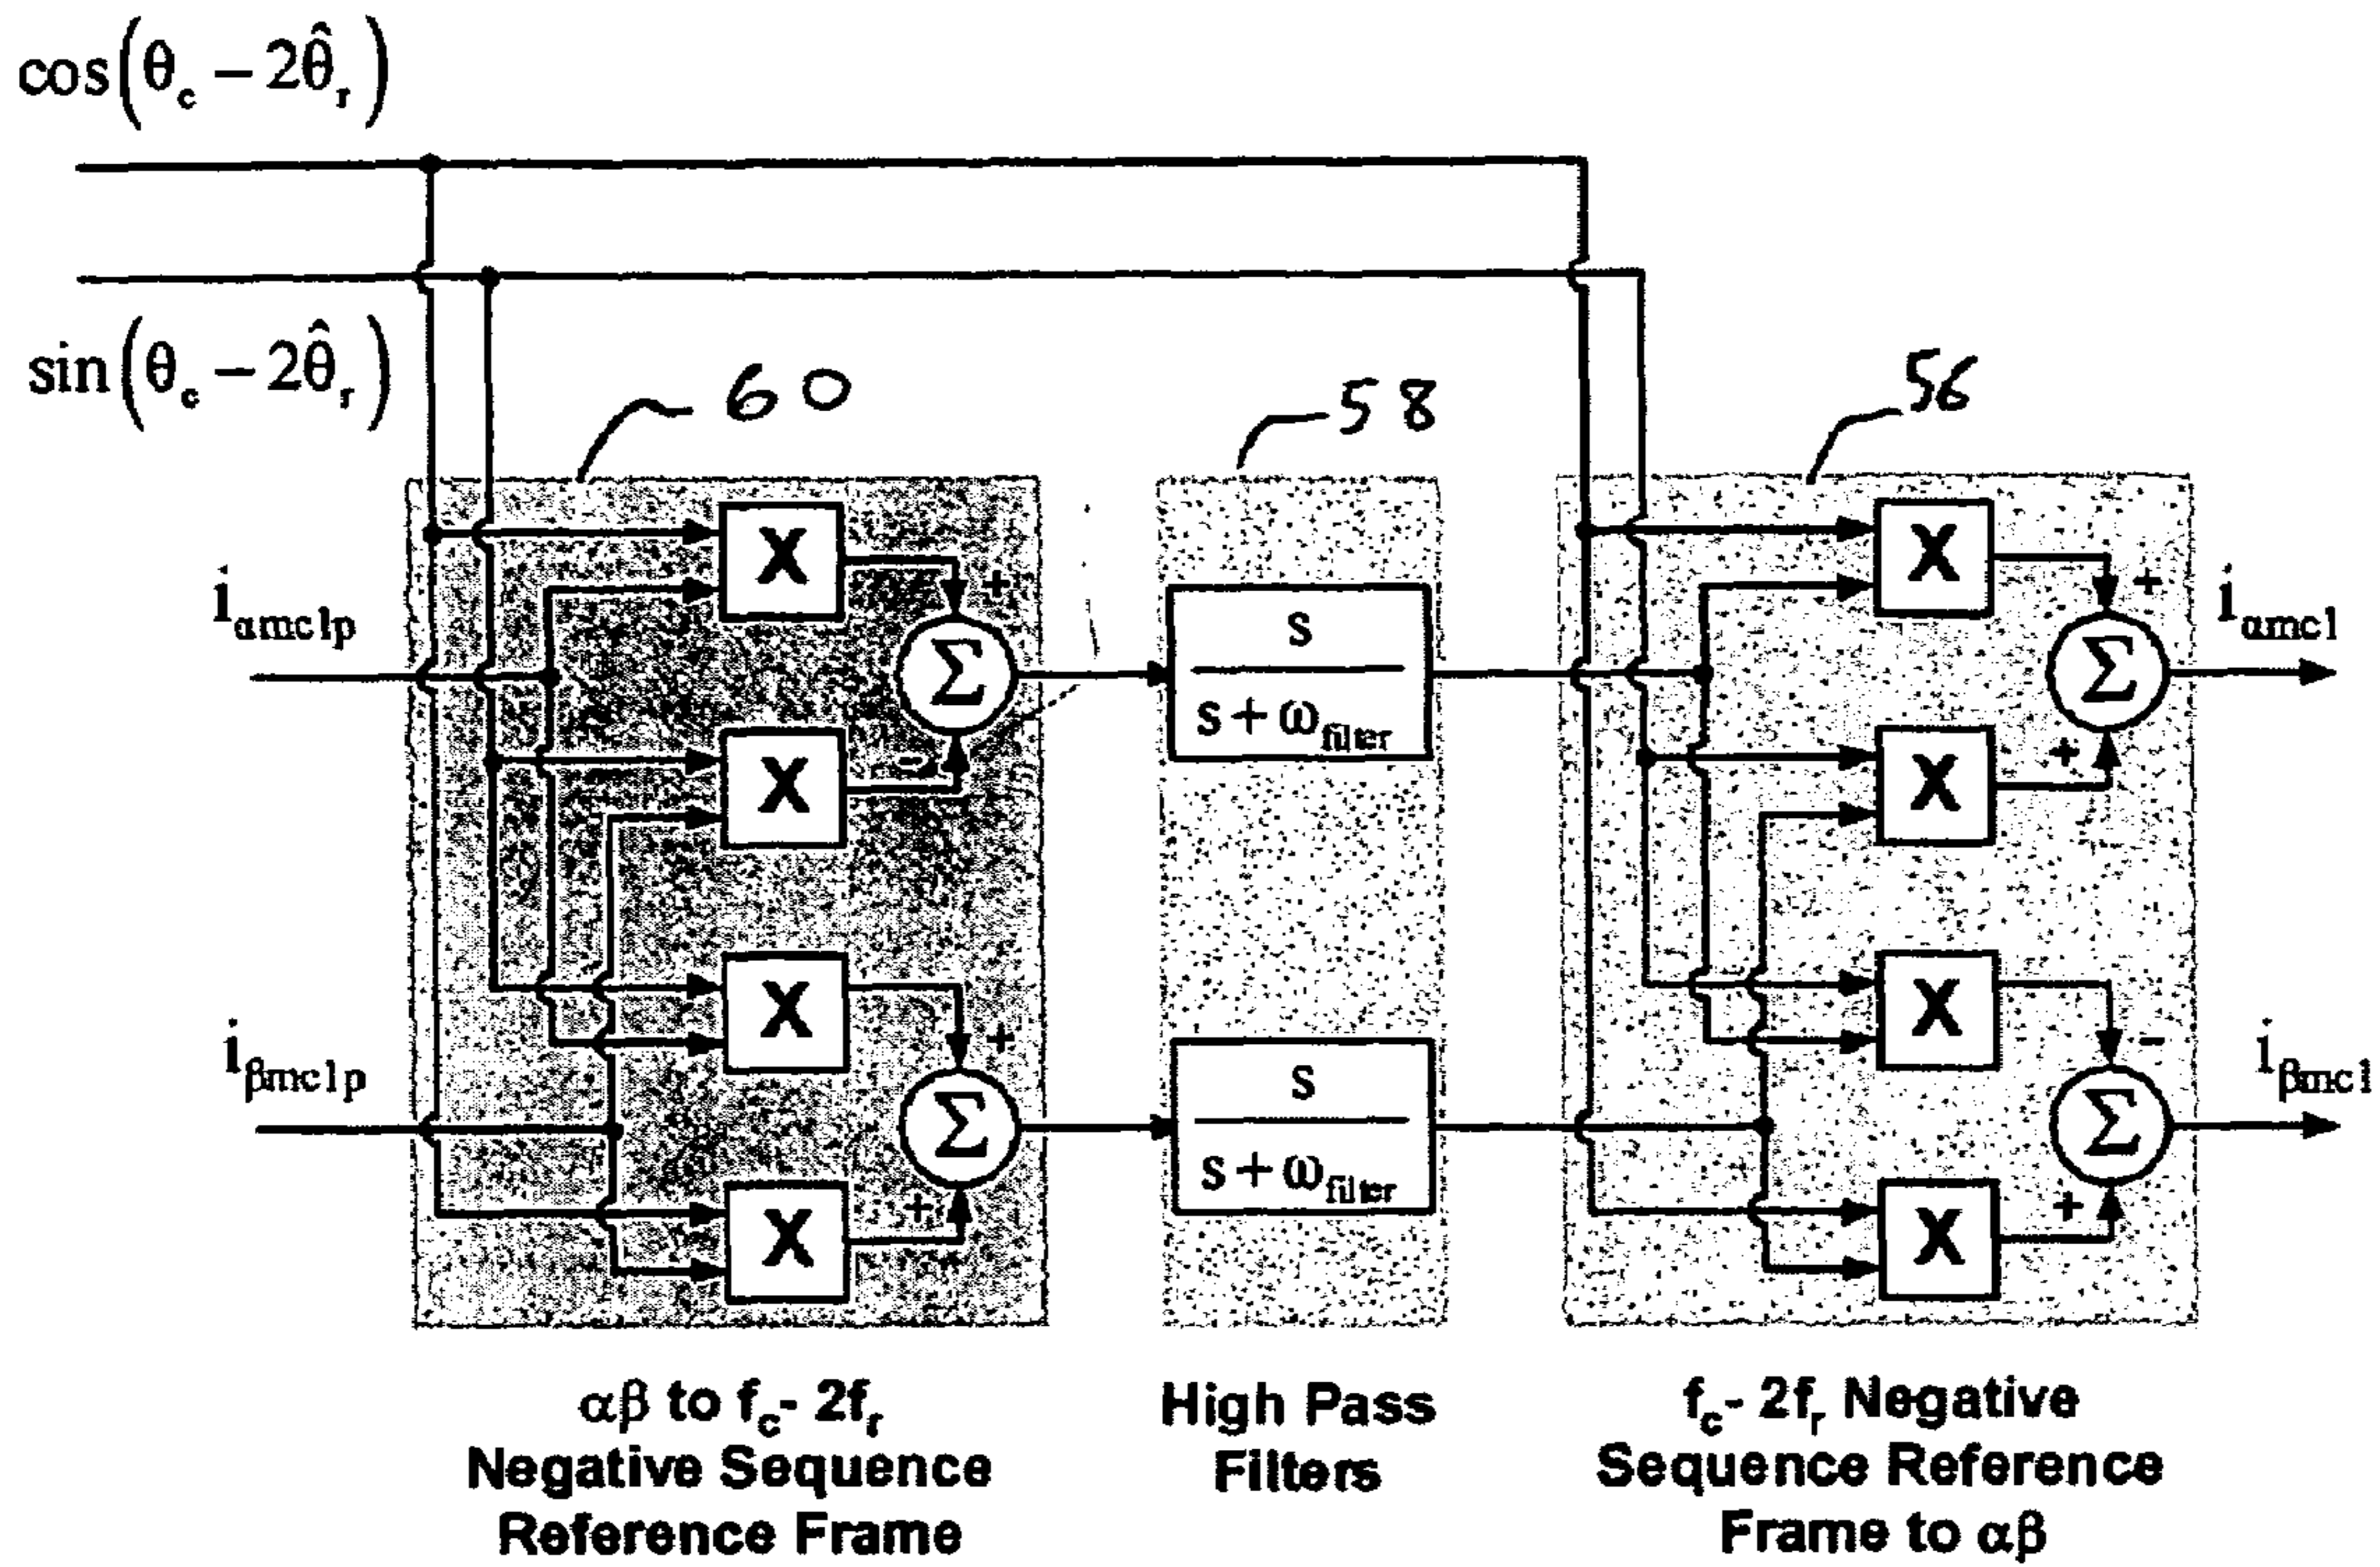 cos(θc – 2θ̂r)
sin(θc – 2θ̂r)
60
58
56
iαmc1p
iβmc1p
X
X
X
X
+
–
+
+
Σ
Σ
s
s + ωfilter
s
s + ωfilter
X
X
X
X
+
+
–
+
Σ
Σ
iαmc1
iβmc1
αβ to fc- 2fr
Negative Sequence
Reference Frame
High Pass
Filters
fc- 2fr Negative
Sequence Reference
Frame to αβ